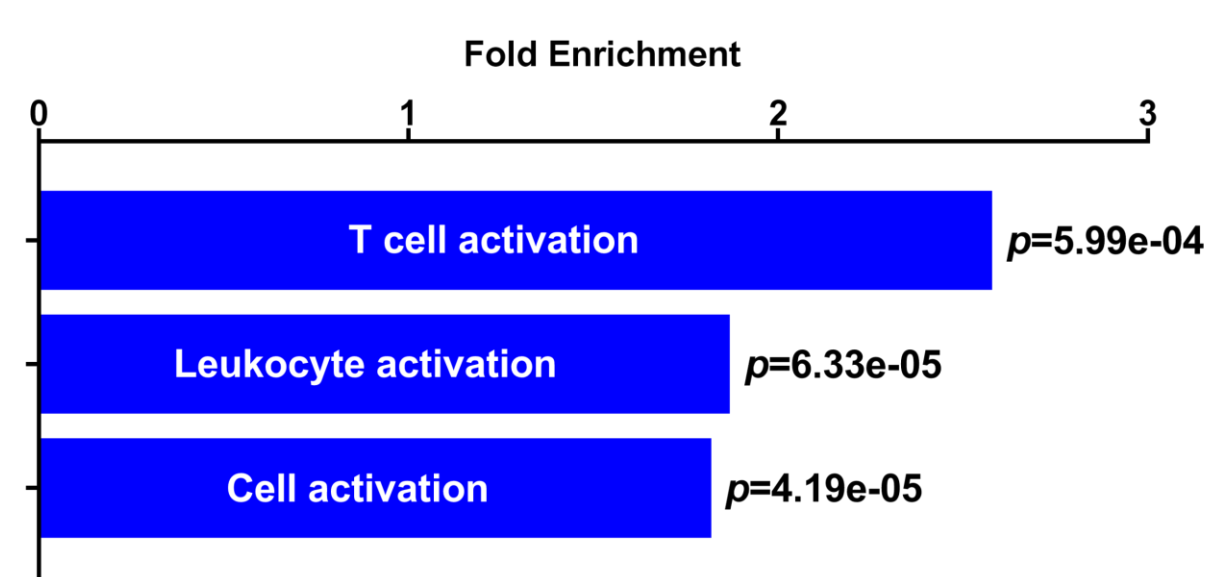 Fold Enrichment
0 1 2 3
T cell activation p=5.99e-04
Leukocyte activation p=6.33e-05
Cell activation p=4.19e-05